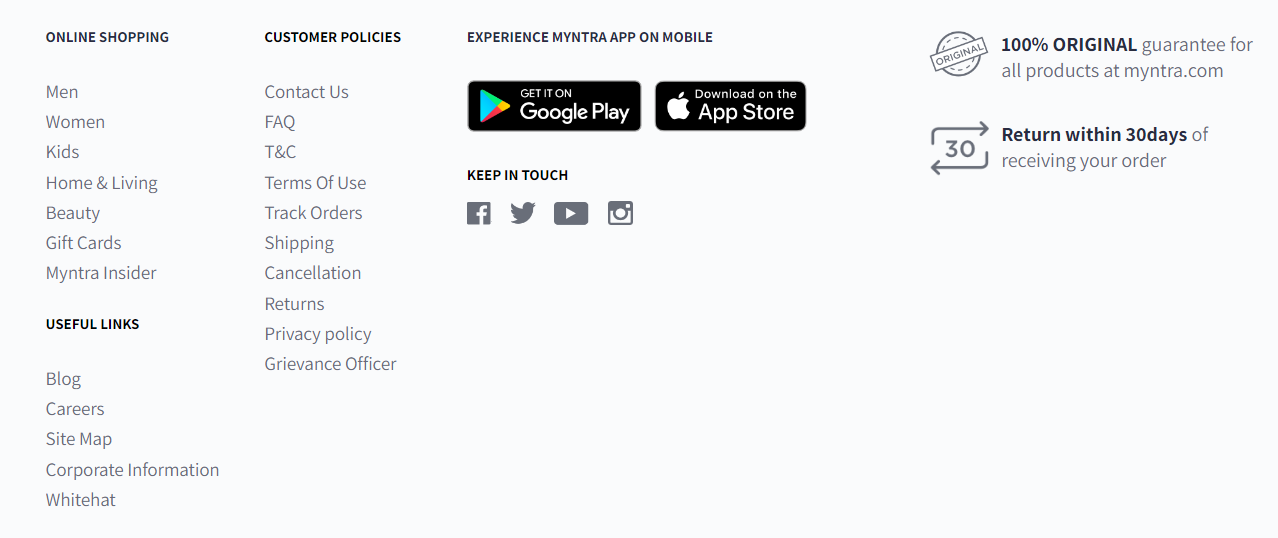 ONLINE SHOPPING
Men
Women
Kids
Home & Living
Beauty
Gift Cards
Myntra Insider
USEFUL LINKS
Blog
Careers
Site Map
Corporate Information
Whitehat
CUSTOMER POLICIES
Contact Us
FAQ
T&C
Terms Of Use
Track Orders
Shipping
Cancellation
Returns
Privacy policy
Grievance Officer
EXPERIENCE MYNTRA APP ON MOBILE
GET IT ON
Google Play
Download on the
App Store
KEEP IN TOUCH
ORIGINAL
100% ORIGINAL guarantee for
all products at myntra.com
30
Return within 30days of
receiving your order